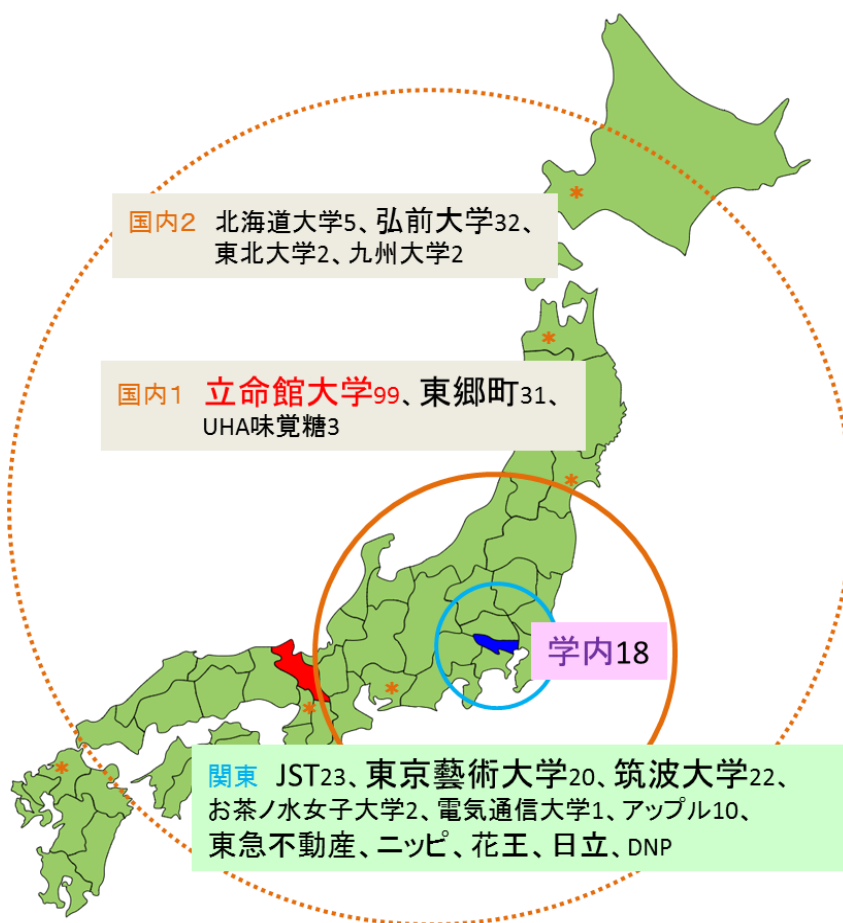 国内2 北海道大学5、弘前大学32、
東北大学2、九州大学2
国内1 立命館大学99、東郷町31、
UHA味覚糖3
学内18
関東 JST23、東京藝術大学20、筑波大学22、
お茶ノ水女子大学2、電気通信大学1、アップル10、
東急不動産、ニッピ、花王、日立、DNP